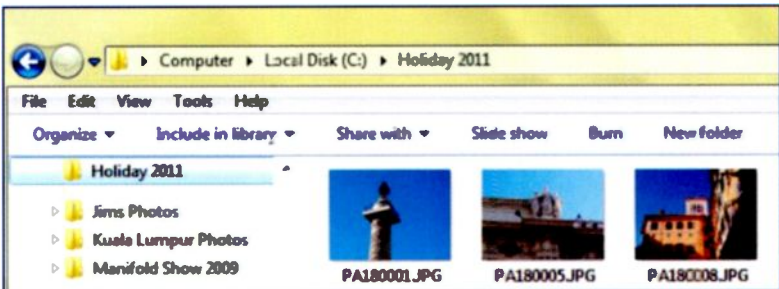 Computer Local Disk (C:) Holiday 2011
File Edit View Tools Help
Organize Include in library Share with Slide show Burn New folder
Holiday 2011
Jims Photos
Kuala Lumpur Photos
Manifold Show 2009
PA180001.JPG PA180005.JPG PA180008.JPG